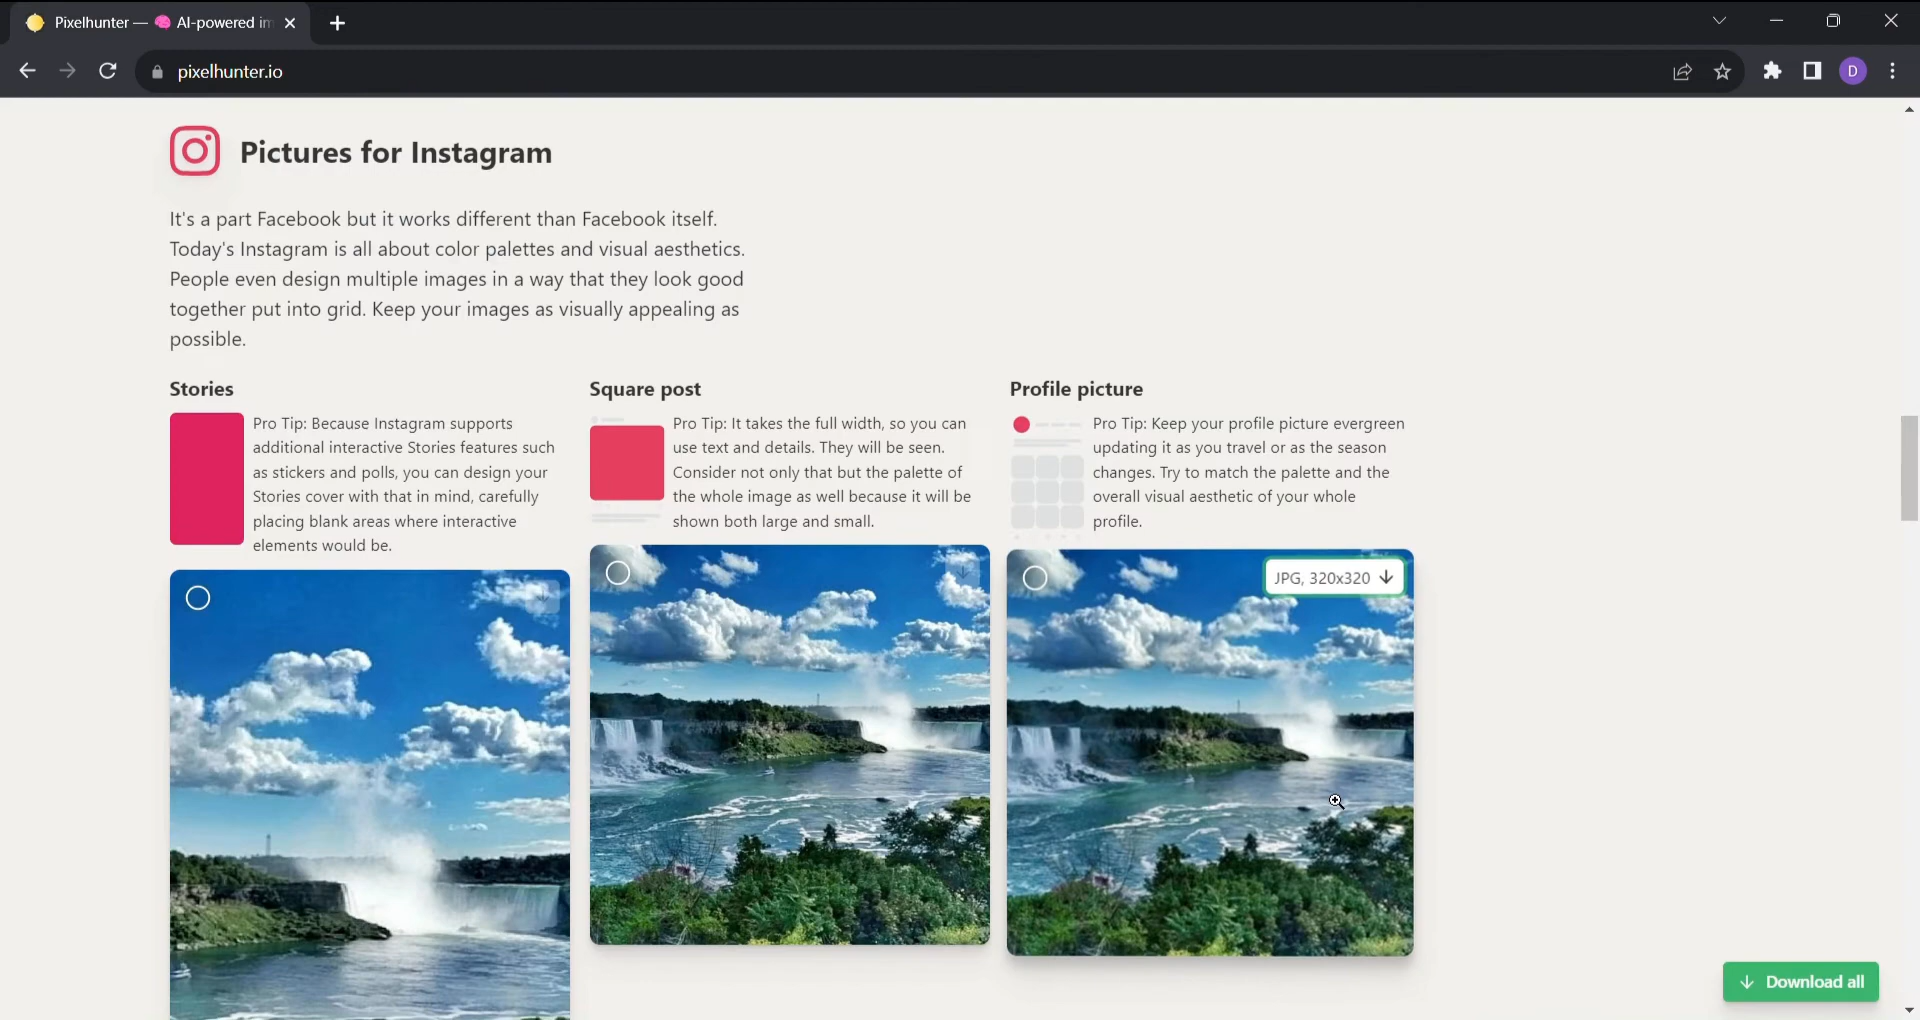 Pixelhunter — 🧠 AI-powered im
pixelhunter.io
D
Pictures for Instagram
It's a part Facebook but it works different than Facebook itself.
Today's Instagram is all about color palettes and visual aesthetics.
People even design multiple images in a way that they look good
together put into grid. Keep your images as visually appealing as
possible.
Stories
Pro Tip: Because Instagram supports
additional interactive Stories features such
as stickers and polls, you can design your
Stories cover with that in mind, carefully
placing blank areas where interactive
elements would be.
Square post
Pro Tip: It takes the full width, so you can
use text and details. They will be seen.
Consider not only that but the palette of
the whole image as well because it will be
shown both large and small.
Profile picture
Pro Tip: Keep your profile picture evergreen
updating it as you travel or as the season
changes. Try to match the palette and the
overall visual aesthetic of your whole
profile.
JPG, 320x320
Download all